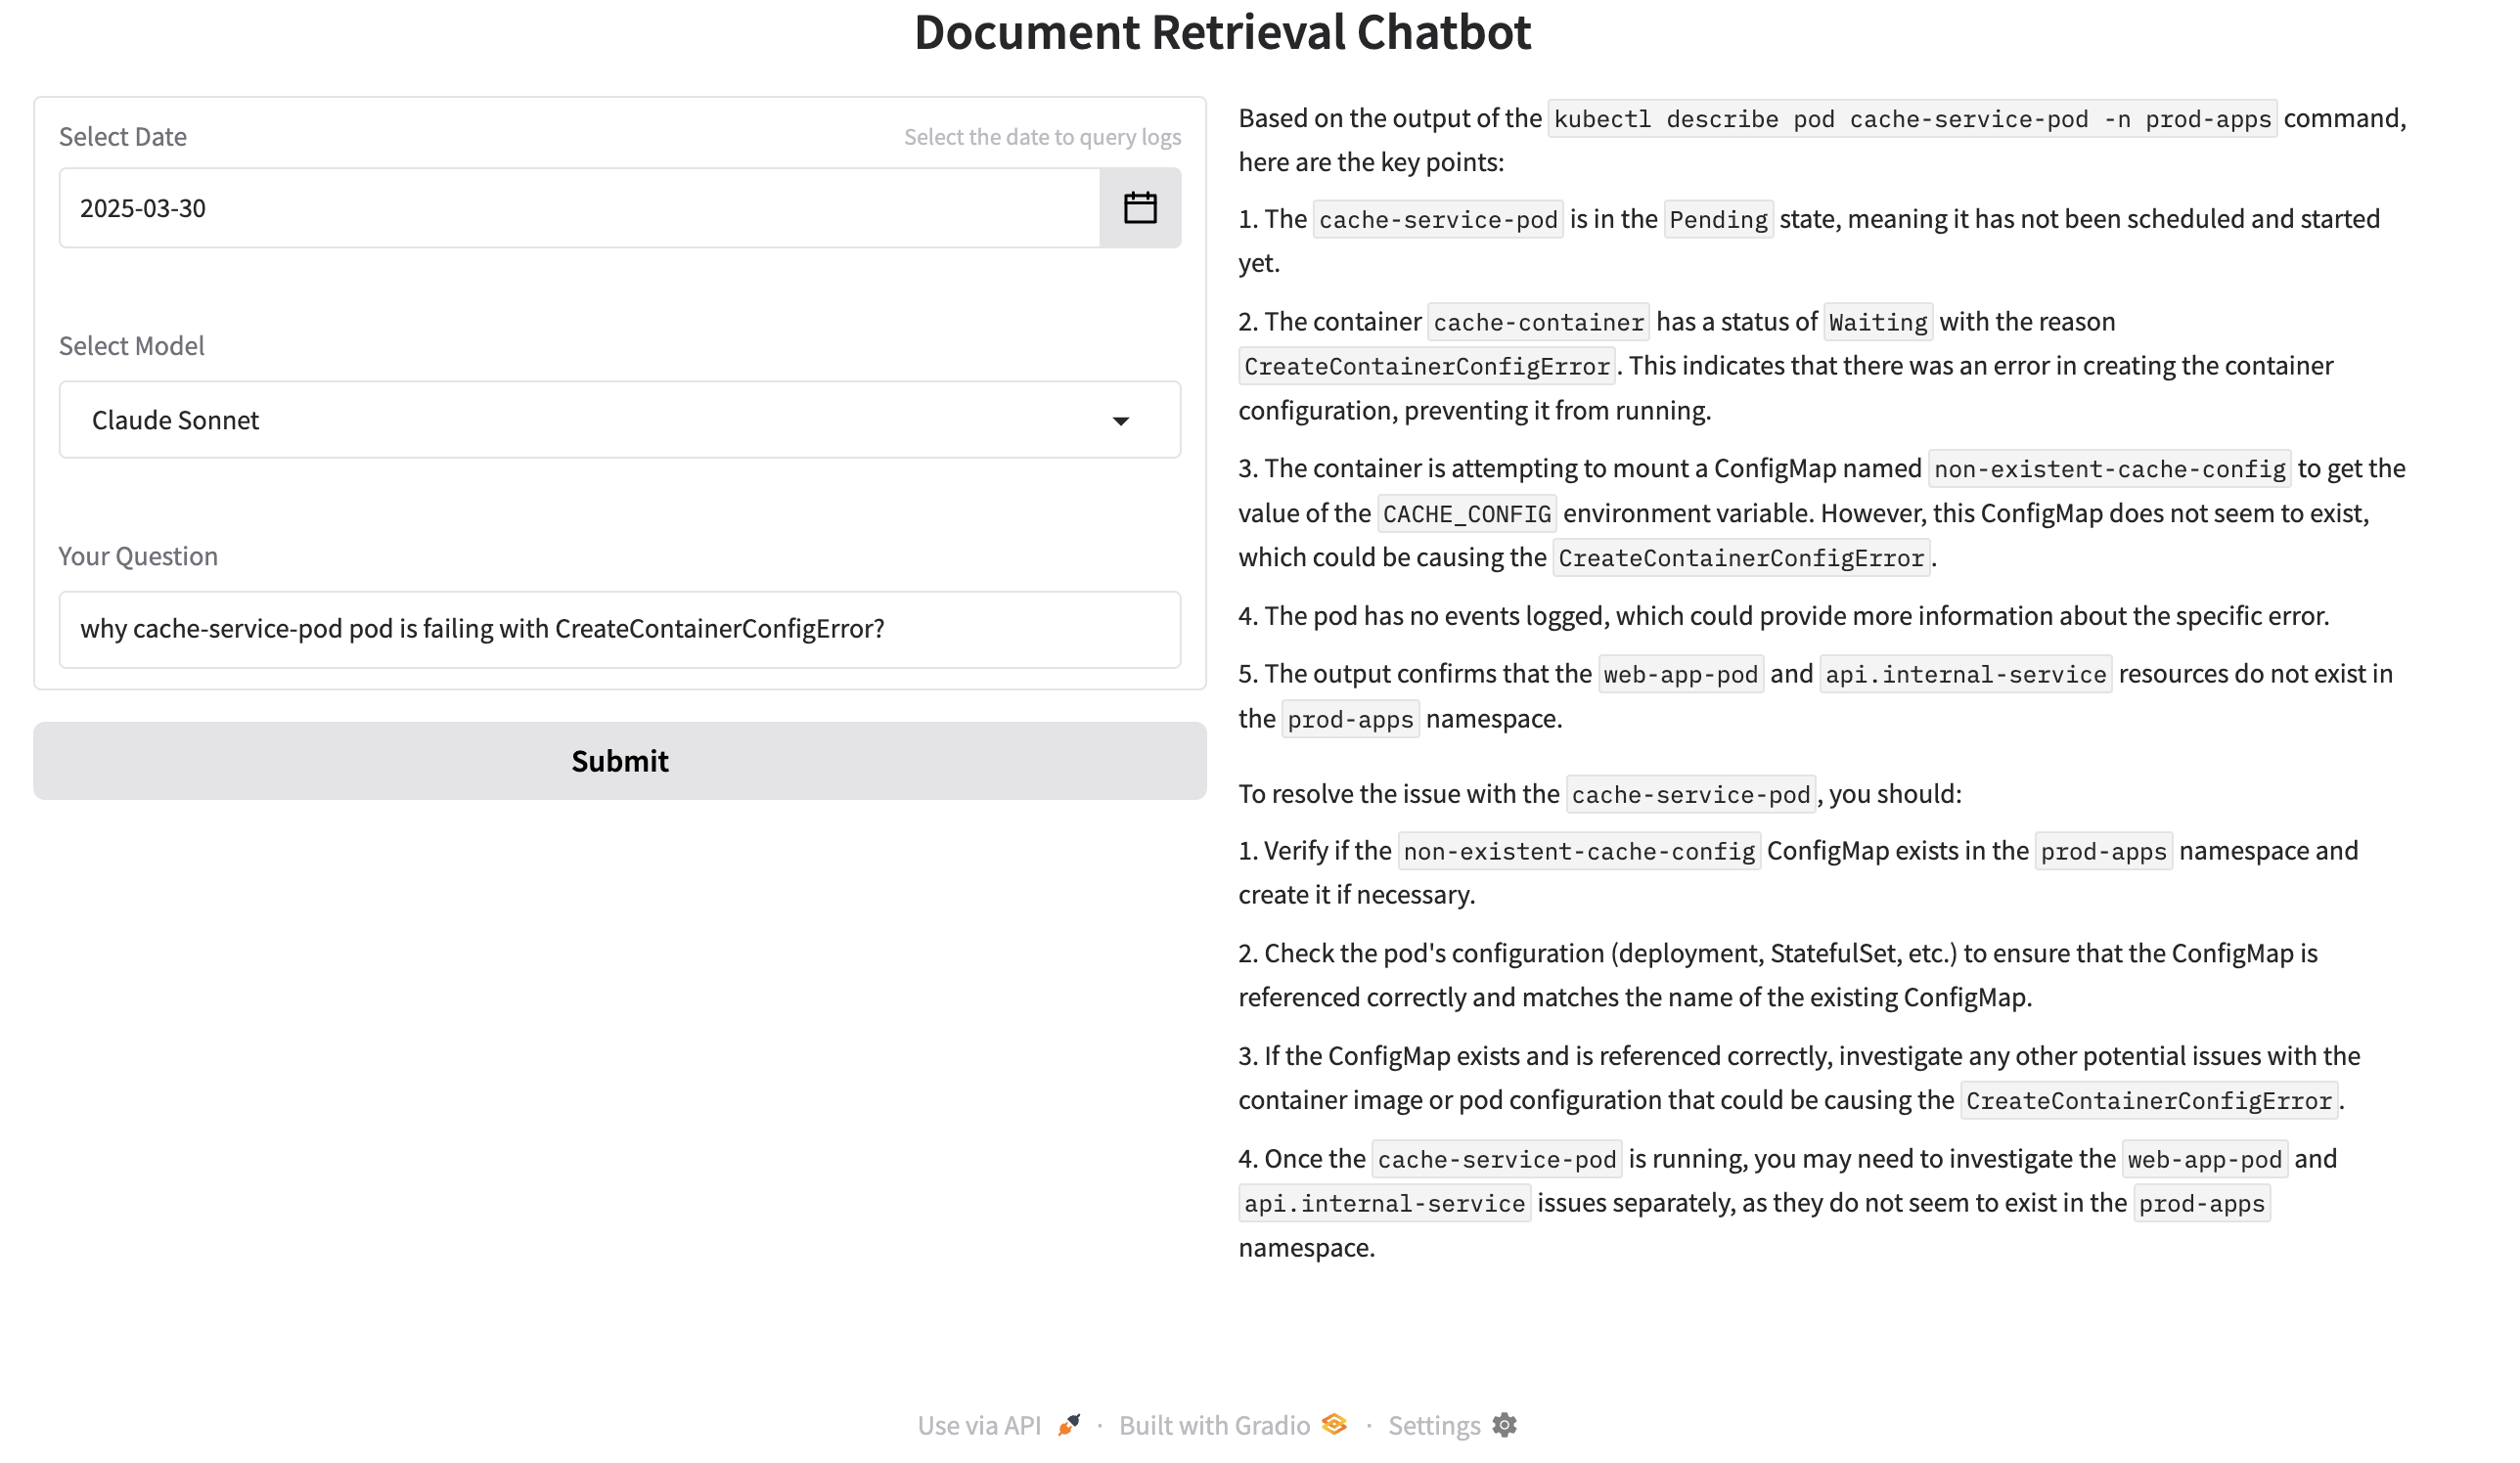 Document Retrieval Chatbot
Select Date
Select the date to query logs
2025-03-30
Select Model
Claude Sonnet
Your Question
why cache-service-pod pod is failing with CreateContainerConfigError?
Submit
Based on the output of the kubectl describe pod cache-service-pod -n prod-apps command,
here are the key points:
1. The cache-service-pod is in the Pending state, meaning it has not been scheduled and started
yet.
2. The container cache-container has a status of Waiting with the reason
CreateContainerConfigError. This indicates that there was an error in creating the container
configuration, preventing it from running.
3. The container is attempting to mount a ConfigMap named non-existent-cache-config to get the
value of the CACHE_CONFIG environment variable. However, this ConfigMap does not seem to exist,
which could be causing the CreateContainerConfigError.
4. The pod has no events logged, which could provide more information about the specific error.
5. The output confirms that the web-app-pod and api.internal-service resources do not exist in
the prod-apps namespace.
To resolve the issue with the cache-service-pod, you should:
1. Verify if the non-existent-cache-config ConfigMap exists in the prod-apps namespace and
create it if necessary.
2. Check the pod's configuration (deployment, StatefulSet, etc.) to ensure that the ConfigMap is
referenced correctly and matches the name of the existing ConfigMap.
3. If the ConfigMap exists and is referenced correctly, investigate any other potential issues with the
container image or pod configuration that could be causing the CreateContainerConfigError.
4. Once the cache-service-pod is running, you may need to investigate the web-app-pod and
api.internal-service issues separately, as they do not seem to exist in the prod-apps
namespace.
Use via API · Built with Gradio · Settings